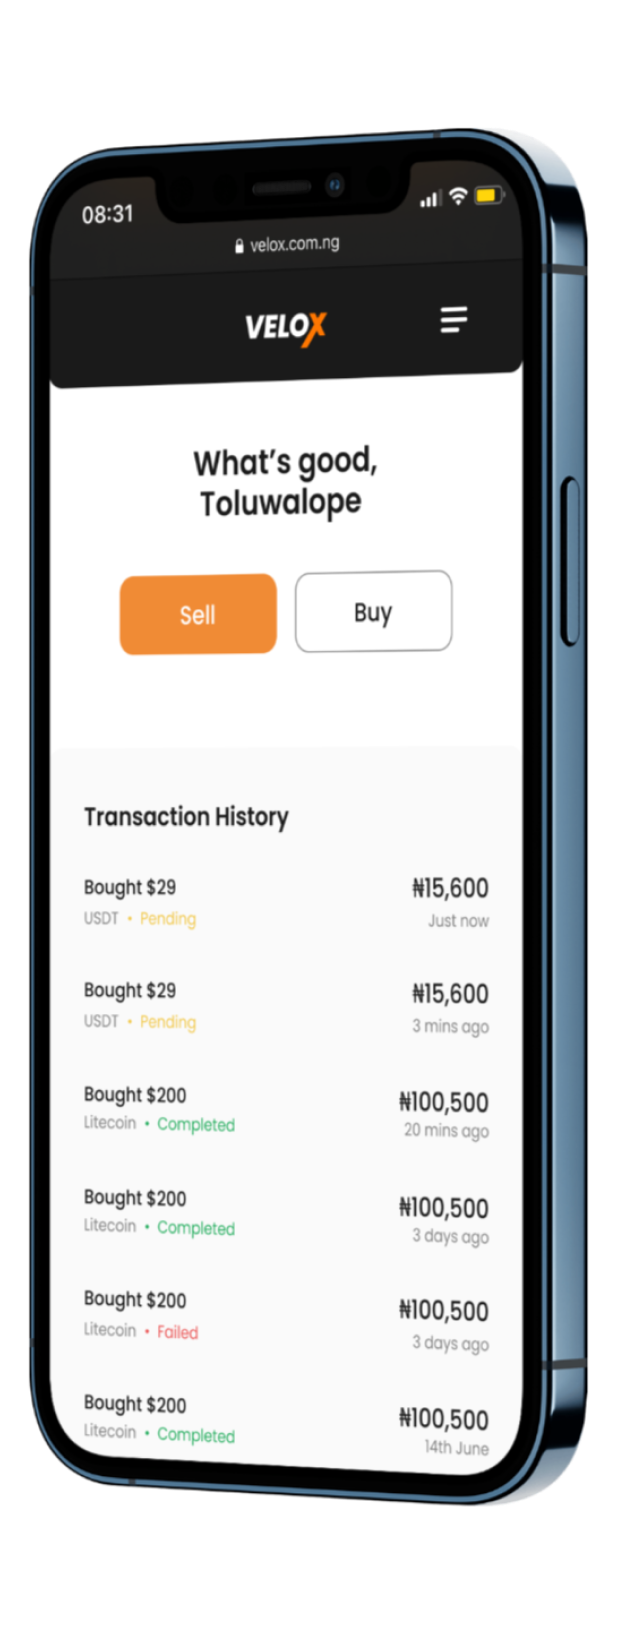 08:31
velox.com.ng
VELOX
What's good,
Toluwalope
Sell
Buy
Transaction History
Bought $29
₦15,600
USDT • Pending
Just now
Bought $29
₦15,600
USDT • Pending
3 mins ago
Bought $200
₦100,500
Litecoin • Completed
20 mins ago
Bought $200
₦100,500
Litecoin • Completed
3 days ago
Bought $200
₦100,500
Litecoin • Failed
3 days ago
Bought $200
₦100,500
Litecoin • Completed
14th June